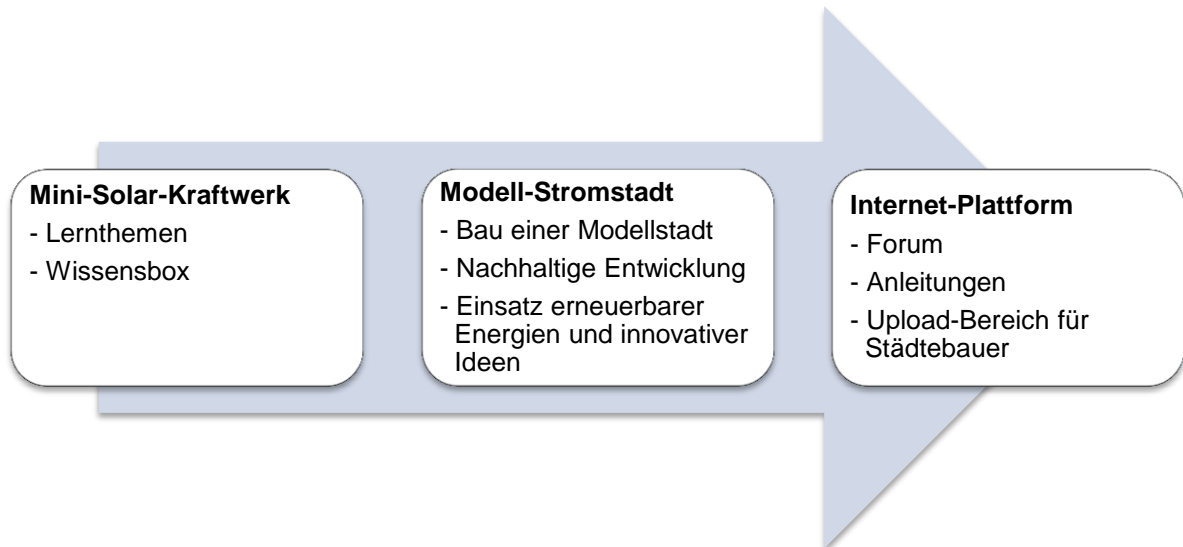 Mini-Solar-Kraftwerk
- Lernthemen
- Wissensbox
Modell-Stromstadt
- Bau einer Modellstadt
- Nachhaltige Entwicklung
- Einsatz erneuerbarer
Energien und innovativer
Ideen
Internet-Plattform
- Forum
- Anleitungen
- Upload-Bereich für
Städtebauer